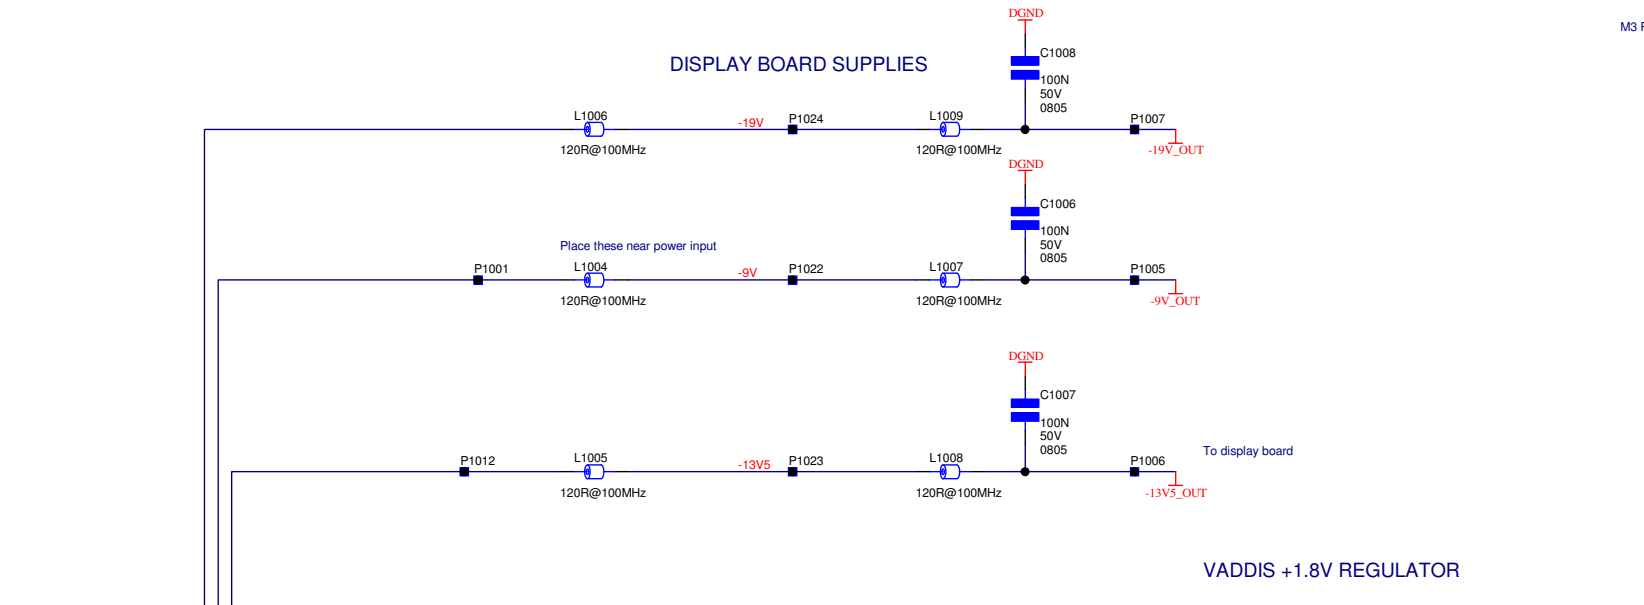 DGND
M3 F
C1008
DISPLAY BOARD SUPPLIES
100N
50V
0805
L1006
-19V
P1024
L1009
P1007
120R@100MHz
120R@100MHz
-19V_OUT
DGND
C1006
100N
50V
0805
Place these near power input
P1001
L1004
-9V
P1022
L1007
P1005
120R@100MHz
120R@100MHz
-9V_OUT
DGND
C1007
100N
50V
0805
To display board
P1012
L1005
-13V5
P1023
L1008
P1006
120R@100MHz
120R@100MHz
-13V5_OUT
VADDIS +1.8V REGULATOR